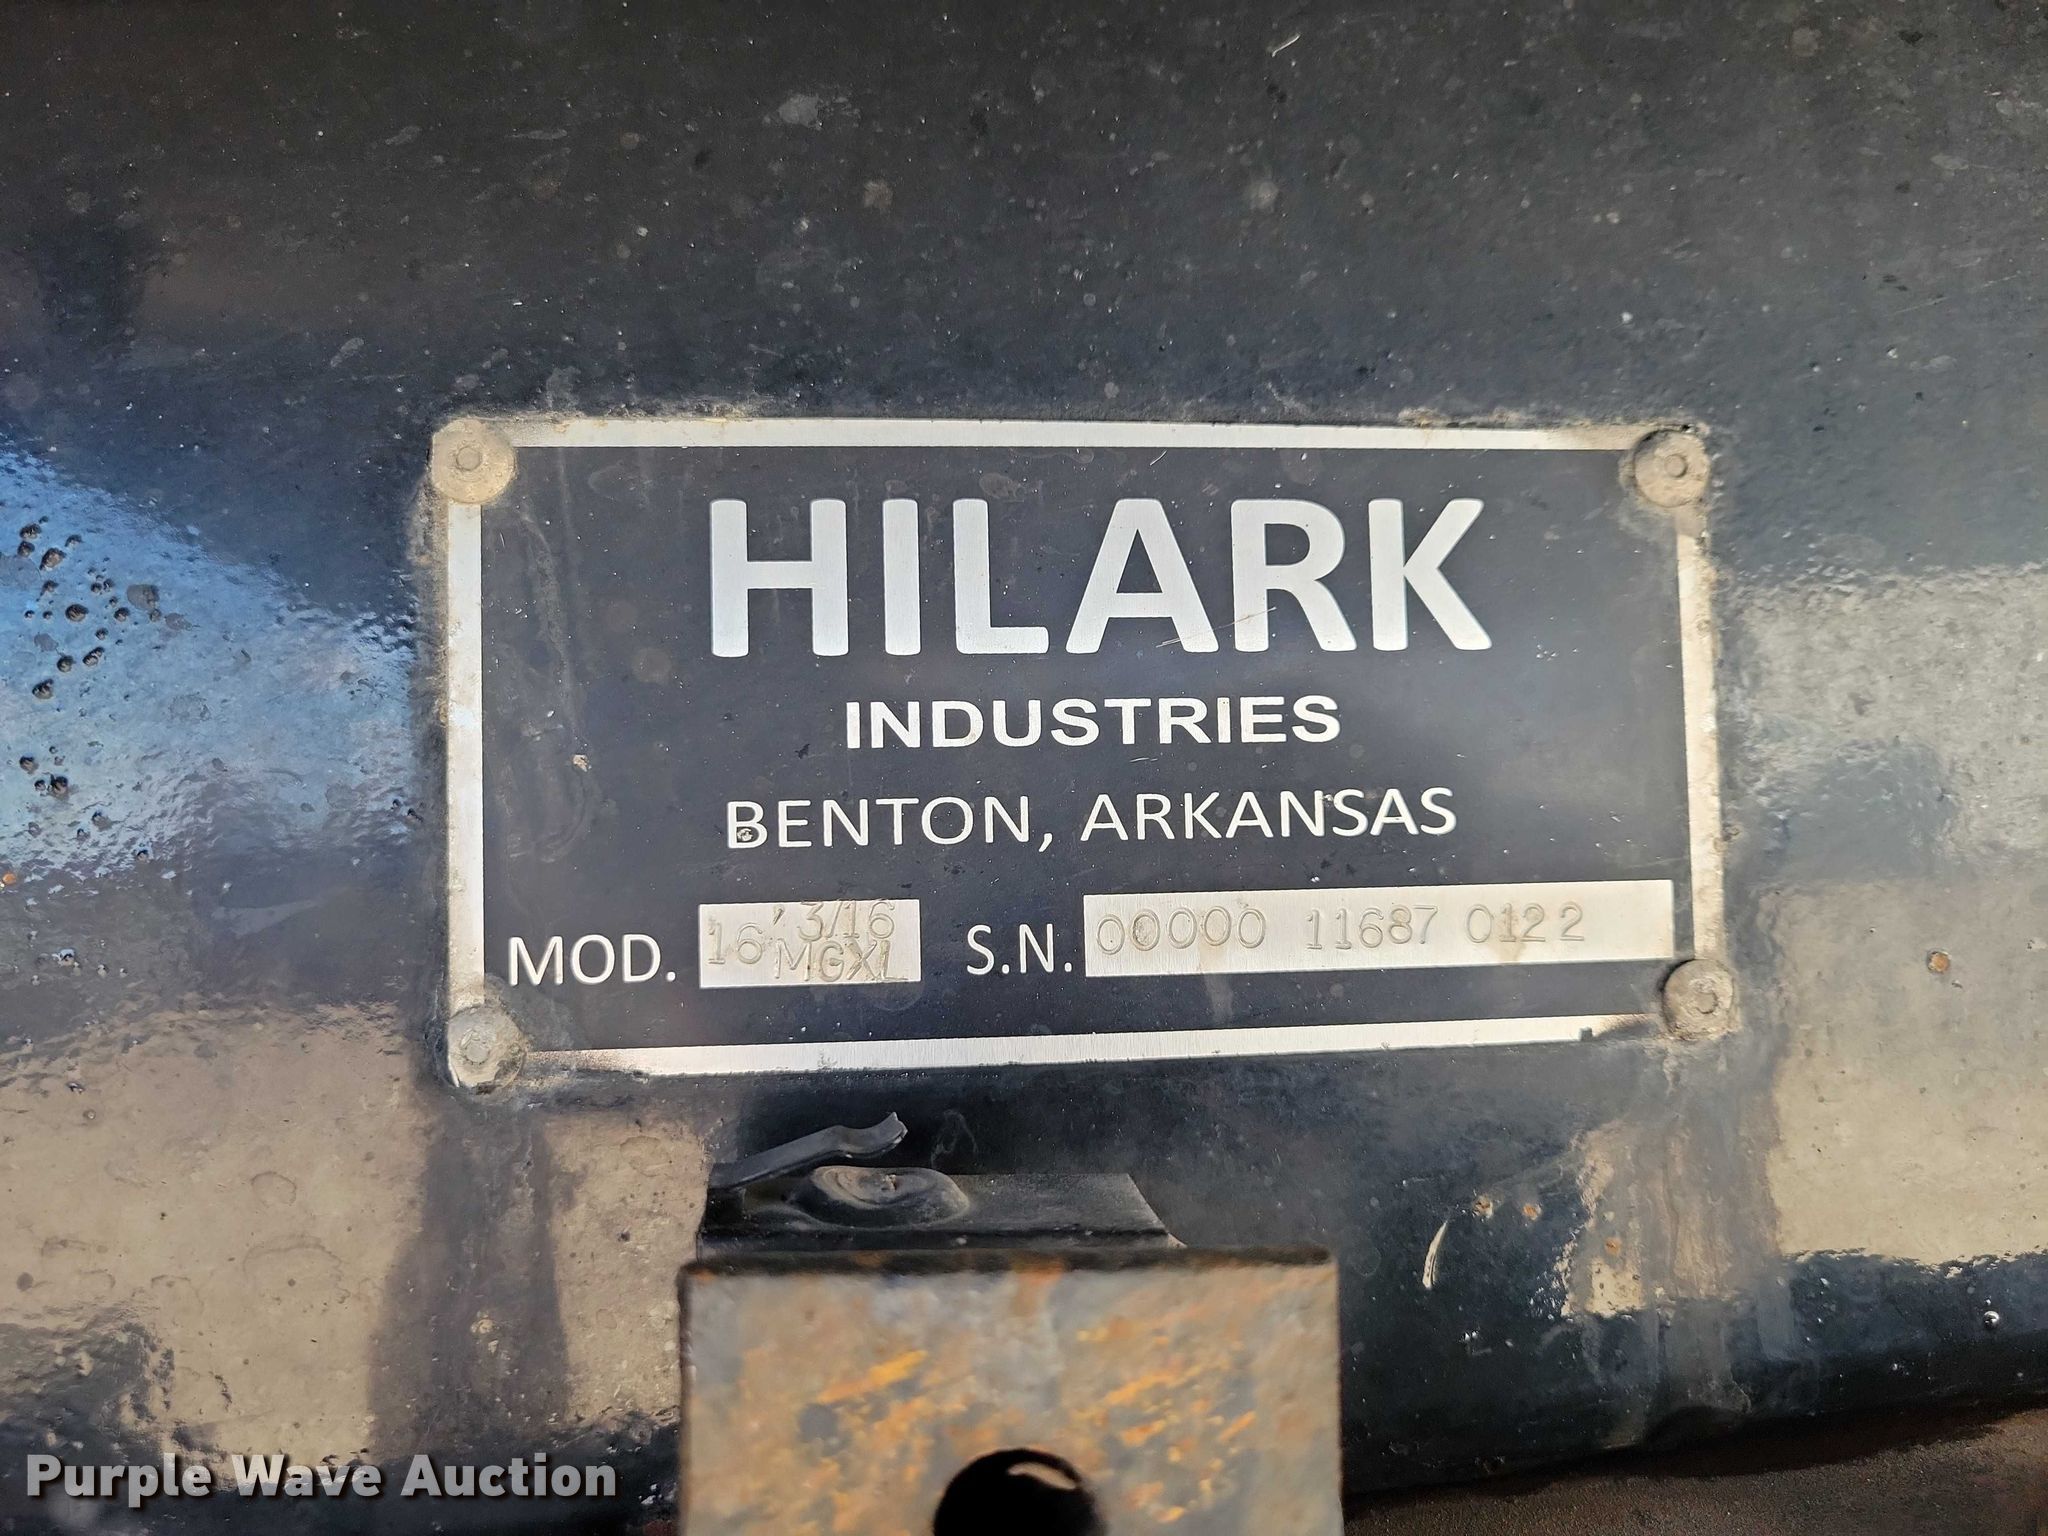 HILARK
INDUSTRIES
BENTON, ARKANSAS
MOD. 16' 3/16 MGXL S.N. 00000 11687 0122
Purple Wave Auction